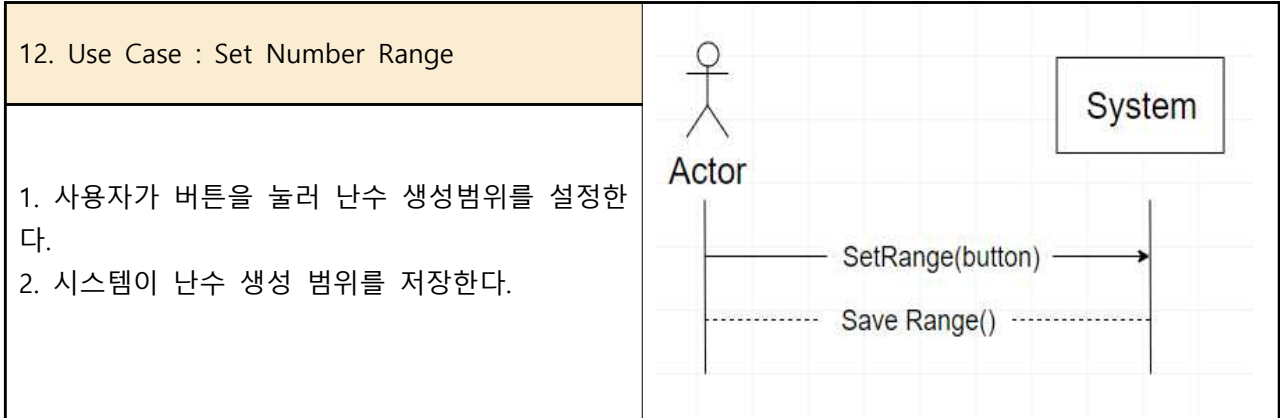 12. Use Case : Set Number Range
1. 사용자가 버튼을 눌러 난수 생성범위를 설정한
다.
2. 시스템이 난수 생성 범위를 저장한다.
System
Actor
SetRange(button)
Save Range()